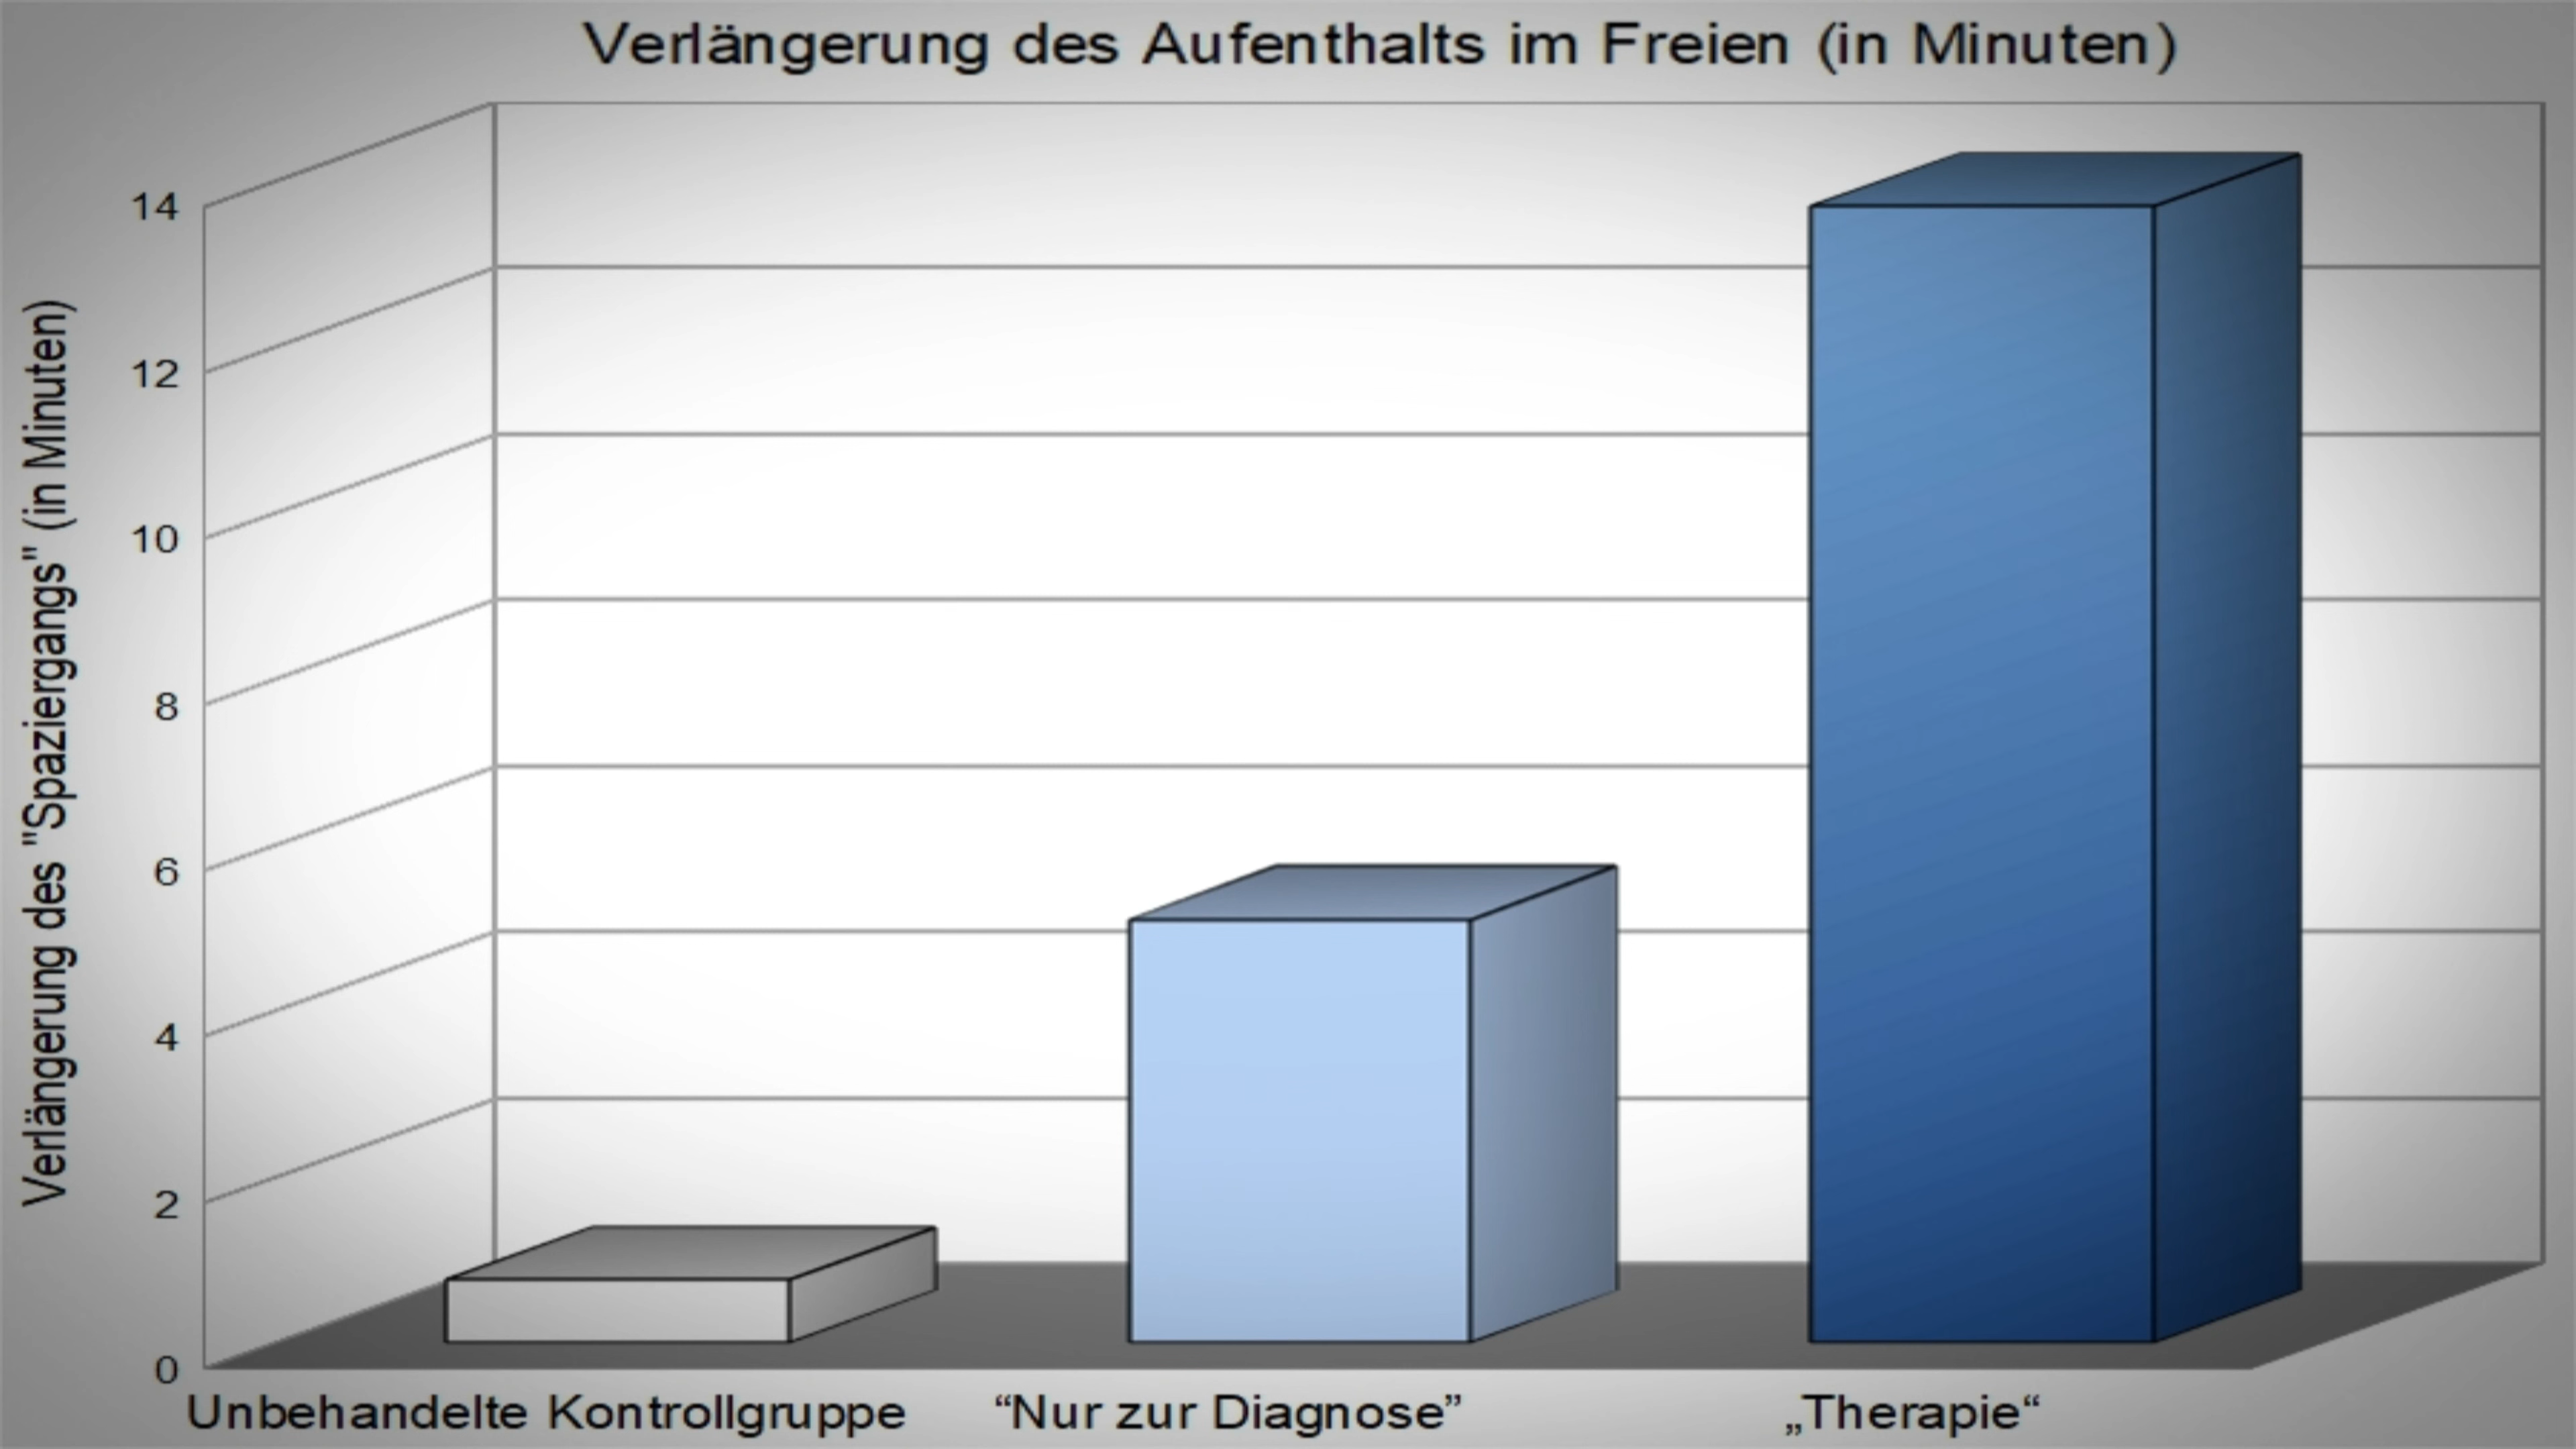 Verlängerung des Aufenthalts im Freien (in Minuten)
Verlängerung des "Spaziergangs" (in Minuten)
14
12
10
8
6
4
2
0
Unbehandelte Kontrollgruppe
“Nur zur Diagnose”
„Therapie“